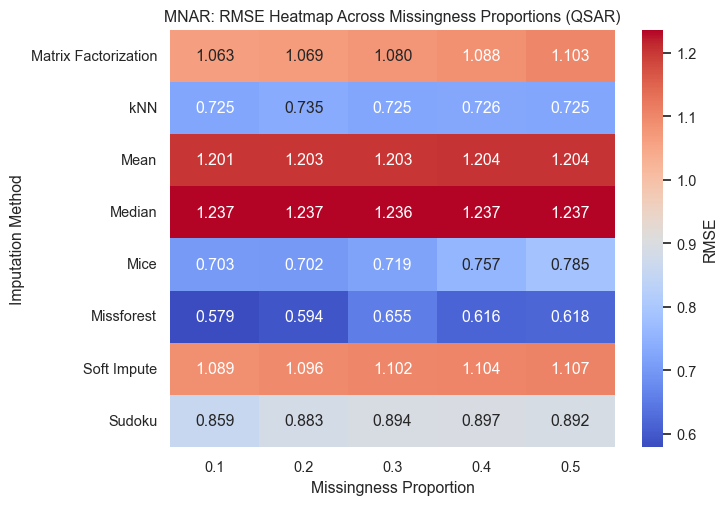 MNAR: RMSE Heatmap Across Missingness Proportions (QSAR)
Imputation Method
Matrix Factorization 1.063 1.069 1.080 1.088 1.103
kNN 0.725 0.735 0.725 0.726 0.725
Mean 1.201 1.203 1.203 1.204 1.204
Median 1.237 1.237 1.236 1.237 1.237
Mice 0.703 0.702 0.719 0.757 0.785
Missforest 0.579 0.594 0.655 0.616 0.618
Soft Impute 1.089 1.096 1.102 1.104 1.107
Sudoku 0.859 0.883 0.894 0.897 0.892
0.1 0.2 0.3 0.4 0.5
Missingness Proportion
1.2
1.1
1.0
0.9
0.8
0.7
0.6
RMSE